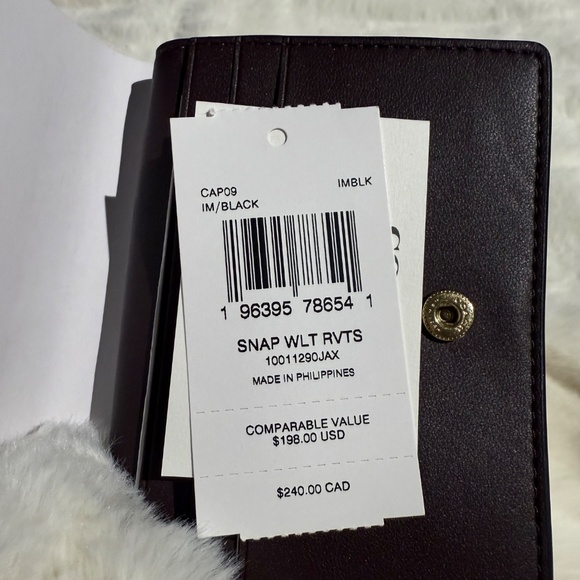 CAP09 IMBLK
IM/BLACK
1 96395 78654 1
SNAP WLT RVTS
10011290JAX
MADE IN PHILIPPINES
COMPARABLE VALUE
$198.00 USD
$240.00 CAD